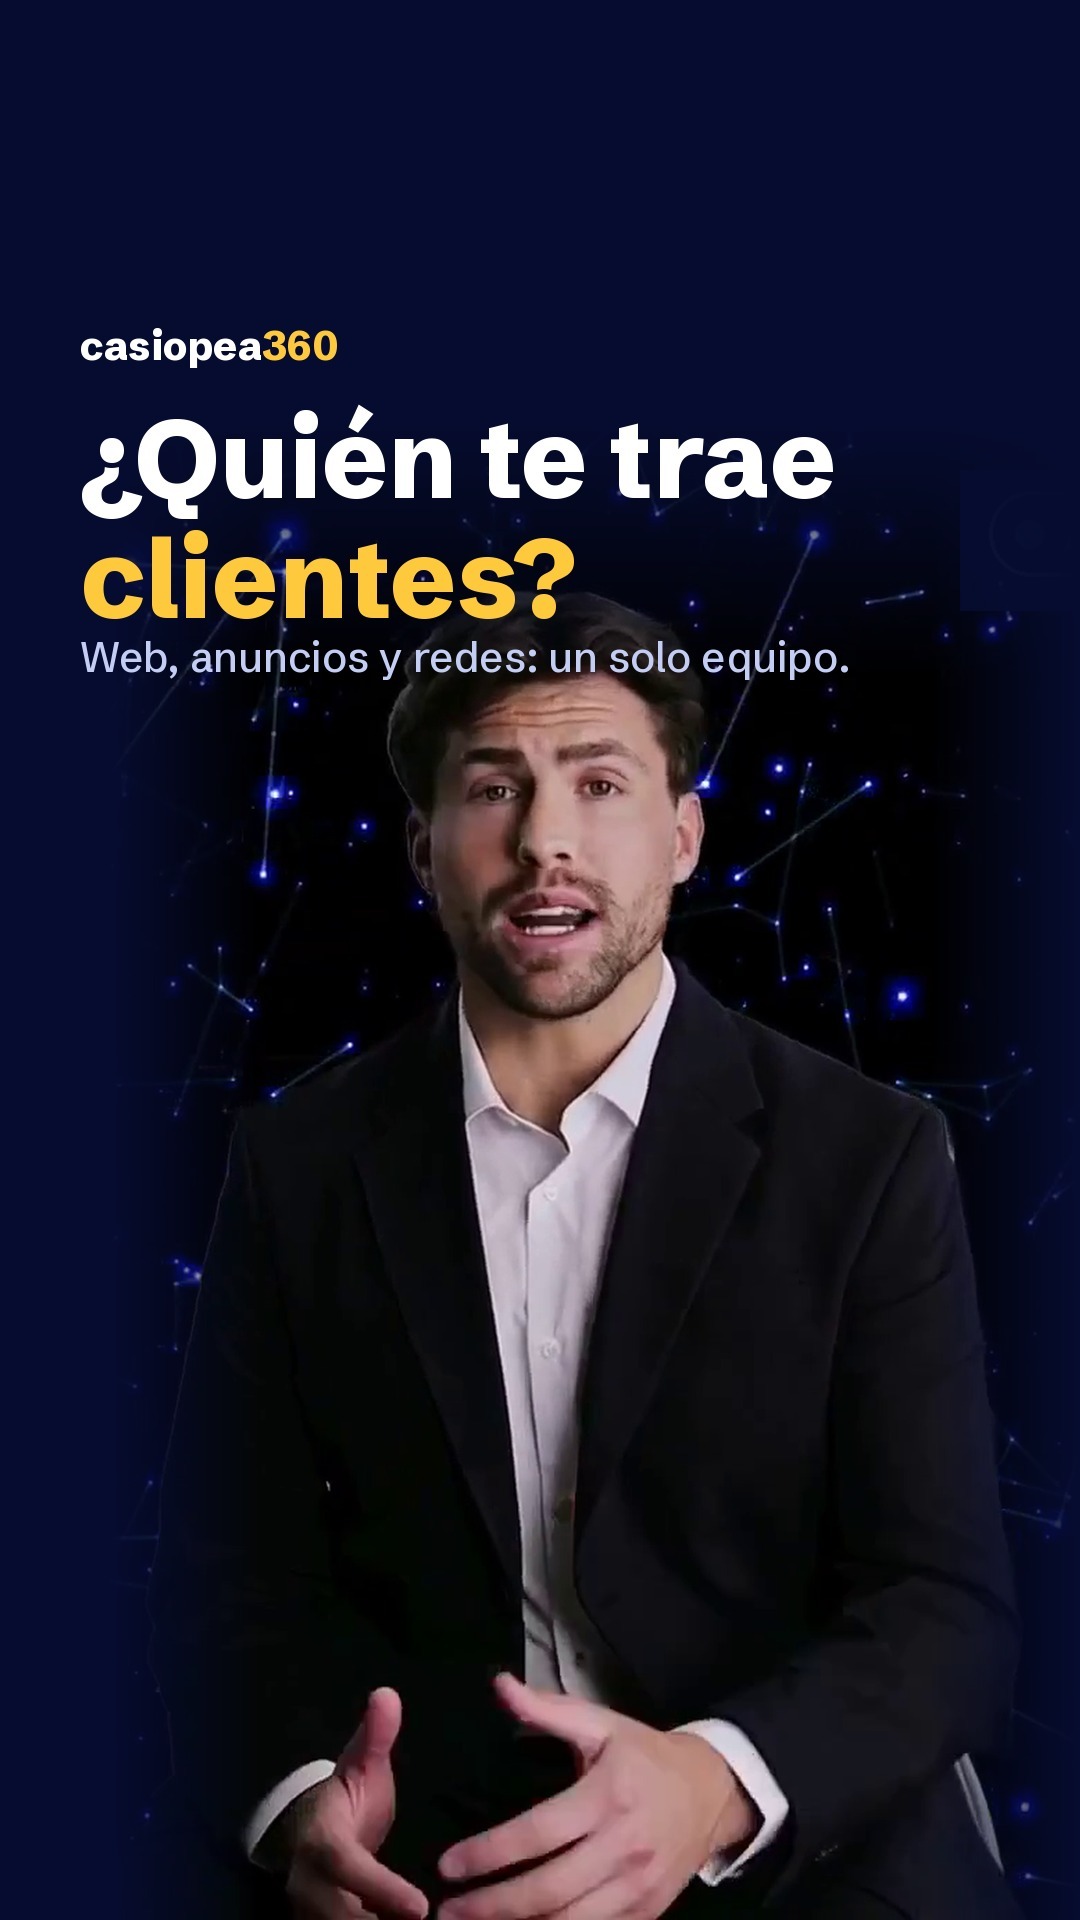 casiopea360
¿Quién te trae
clientes?
Web, anuncios y redes: un solo equipo.